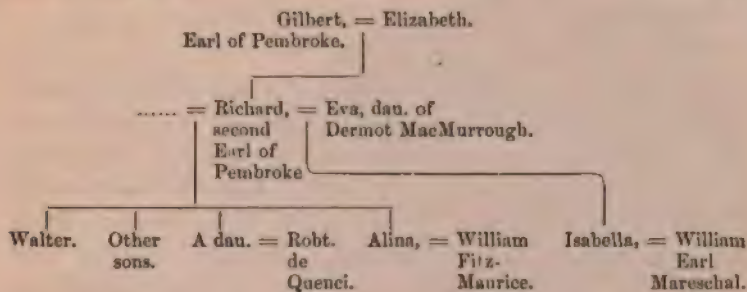 Gilbert, = Elizabeth.
Earl of Pembroke.
...... = Richard, = Eva, dau. of
second Dermot MacMurrough.
Earl of
Pembroke
Walter. Other A dau. = Robt. Alina, = William Isabella, = William
sons. de Fitz- Earl
Quenci. Maurice. Mareschal.